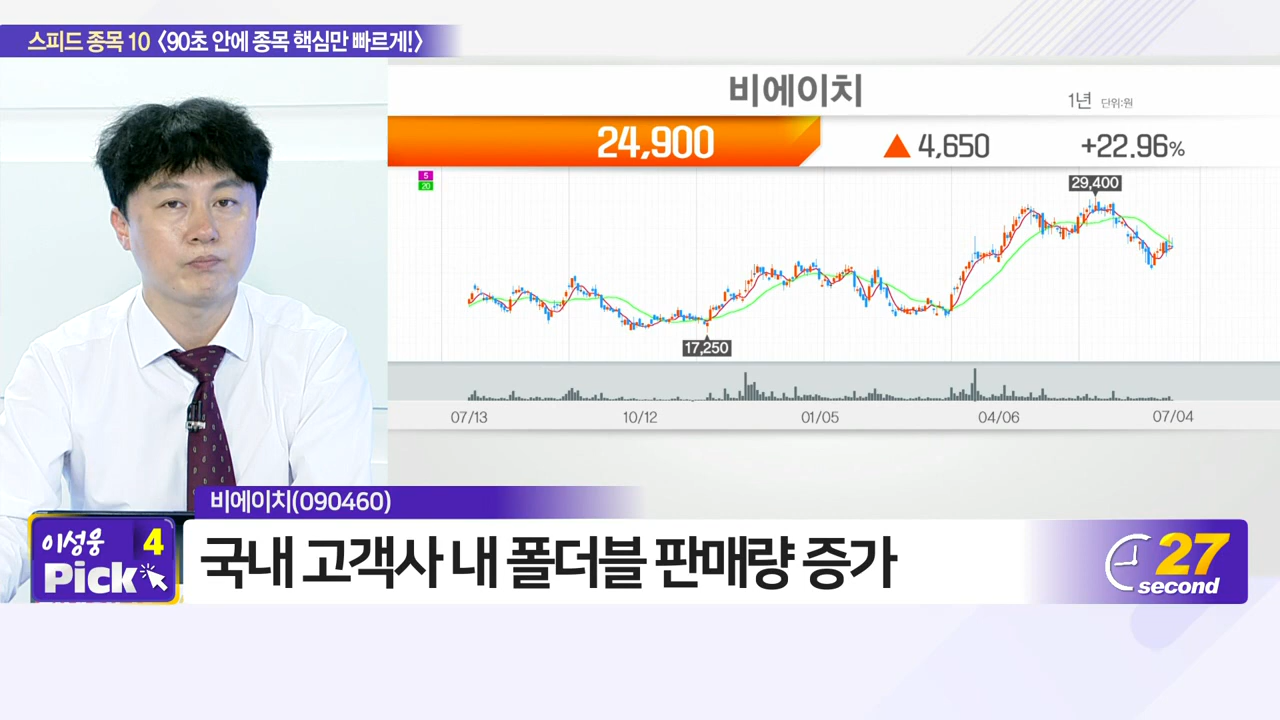 스피드 종목 10 〈90초 안에 종목 핵심만 빠르게!〉
비에이치
1년 단위:원
24,900 ▲ 4,650 +22.96%
5
20
29,400
17,250
07/13 10/12 01/05 04/06 07/04
비에이치(090460)
이성웅 4
Pick
국내 고객사 내 폴더블 판매량 증가
27
second